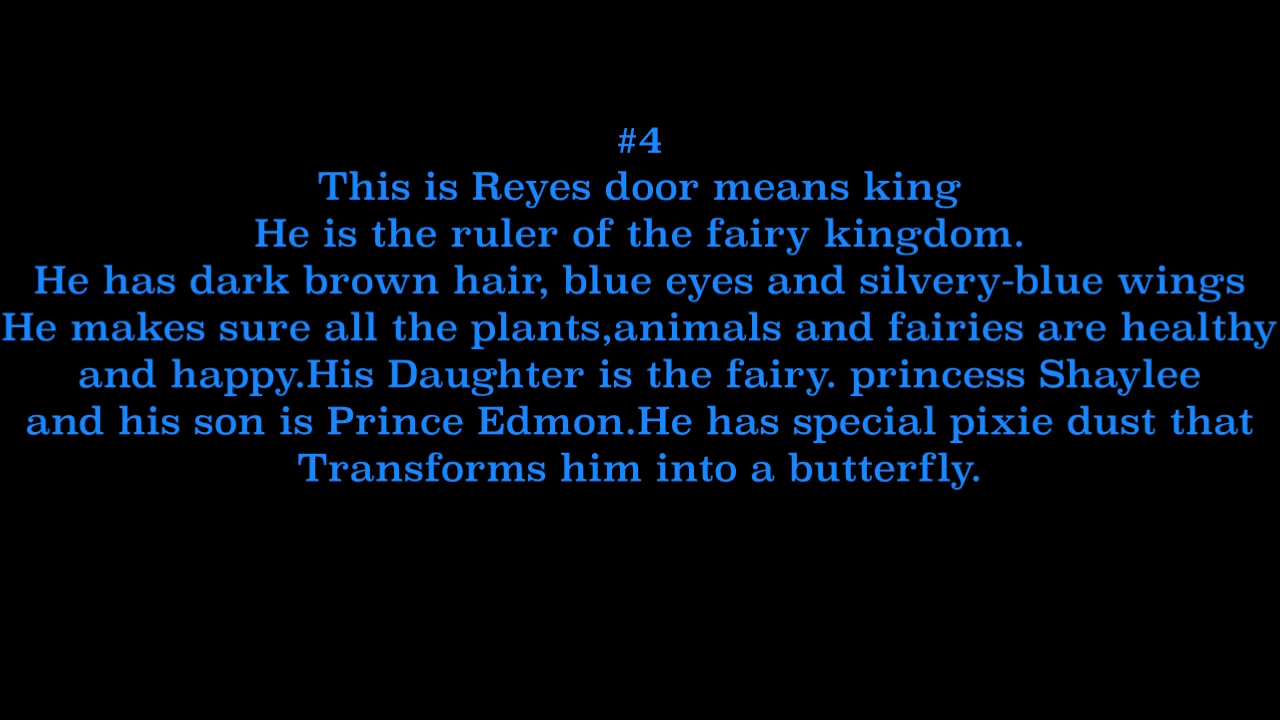 #4
This is Reyes door means king
He is the ruler of the fairy kingdom.
He has dark brown hair, blue eyes and silvery-blue wings
He makes sure all the plants,animals and fairies are healthy
and happy.His Daughter is the fairy. princess Shaylee
and his son is Prince Edmon.He has special pixie dust that
Transforms him into a butterfly.